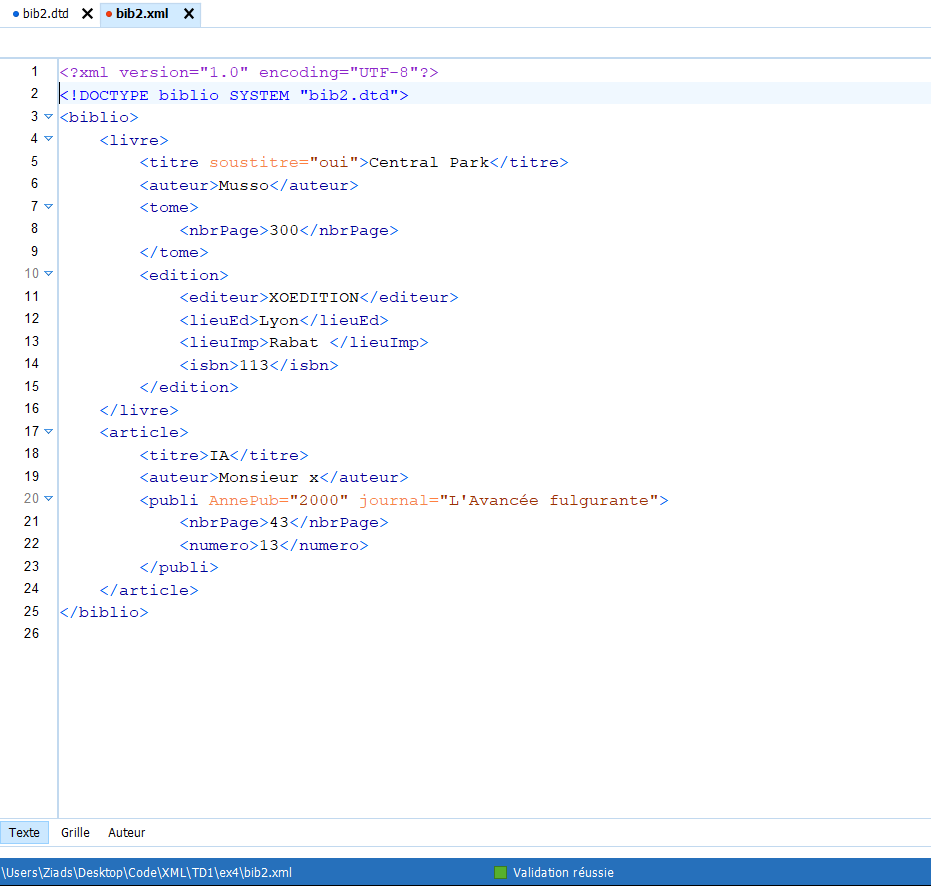 bib2.dtd bib2.xml
1 <?xml version="1.0" encoding="UTF-8"?>
2 <!DOCTYPE biblio SYSTEM "bib2.dtd">
3 <biblio>
4 <livre>
5 <titre soustitre="oui">Central Park</titre>
6 <auteur>Musso</auteur>
7 <tome>
8 <nbrPage>300</nbrPage>
9 </tome>
10 <edition>
11 <editeur>XOEDITION</editeur>
12 <lieuEd>Lyon</lieuEd>
13 <lieuImp>Rabat </lieuImp>
14 <isbn>113</isbn>
15 </edition>
16 </livre>
17 <article>
18 <titre>IA</titre>
19 <auteur>Monsieur x</auteur>
20 <publi AnnePub="2000" journal="L'Avancée fulgurante">
21 <nbrPage>43</nbrPage>
22 <numero>13</numero>
23 </publi>
24 </article>
25 </biblio>
26
Texte Grille Auteur
\Users\Ziads\Desktop\Code\XML\TD1\ex4\bib2.xml Validation réussie